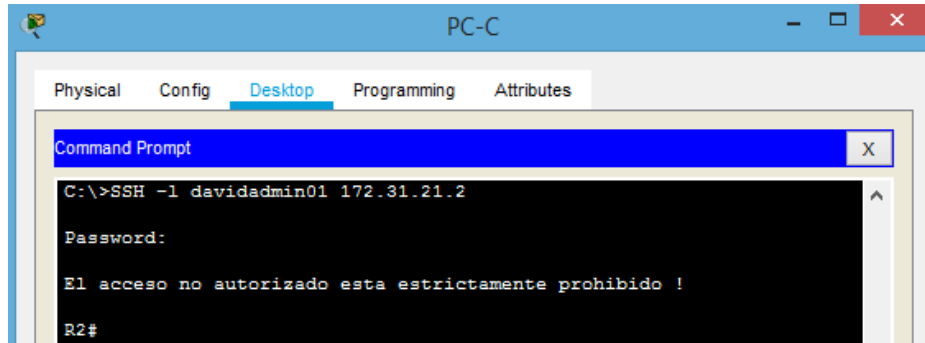 PC-C
Physical Config Desktop Programming Attributes
Command Prompt
X
C:\>SSH -l davidadmin01 172.31.21.2
Password:
El acceso no autorizado esta estrictamente prohibido !
R2#